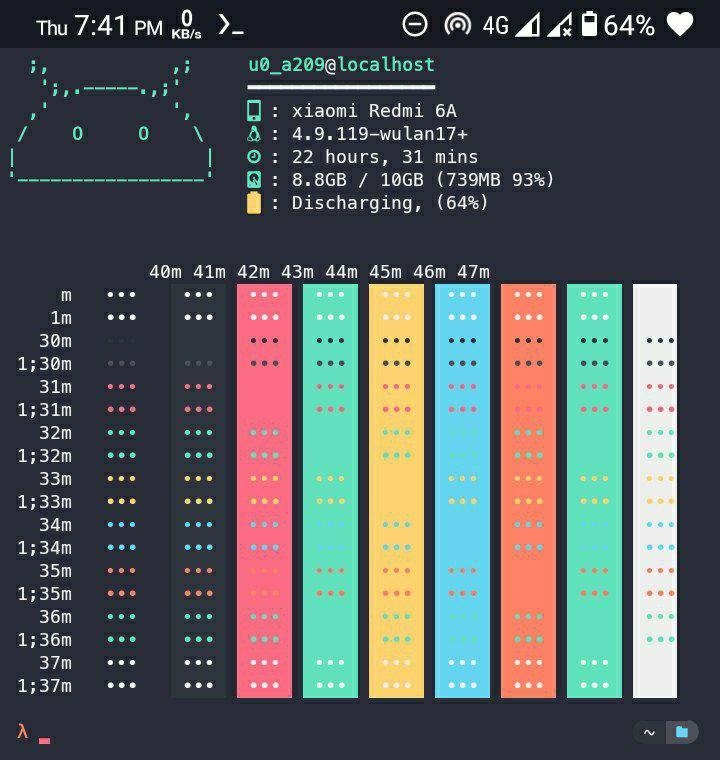 Thu 7:41 PM 0 KB/s 4G 64%
u0_a209@localhost
: xiaomi Redmi 6A
: 4.9.119-wulan17+
: 22 hours, 31 mins
: 8.8GB / 10GB (739MB 93%)
: Discharging, (64%)
40m 41m 42m 43m 44m 45m 46m 47m
m
1m
30m
1;30m
31m
1;31m
32m
1;32m
33m
1;33m
34m
1;34m
35m
1;35m
36m
1;36m
37m
1;37m
λ _ ~